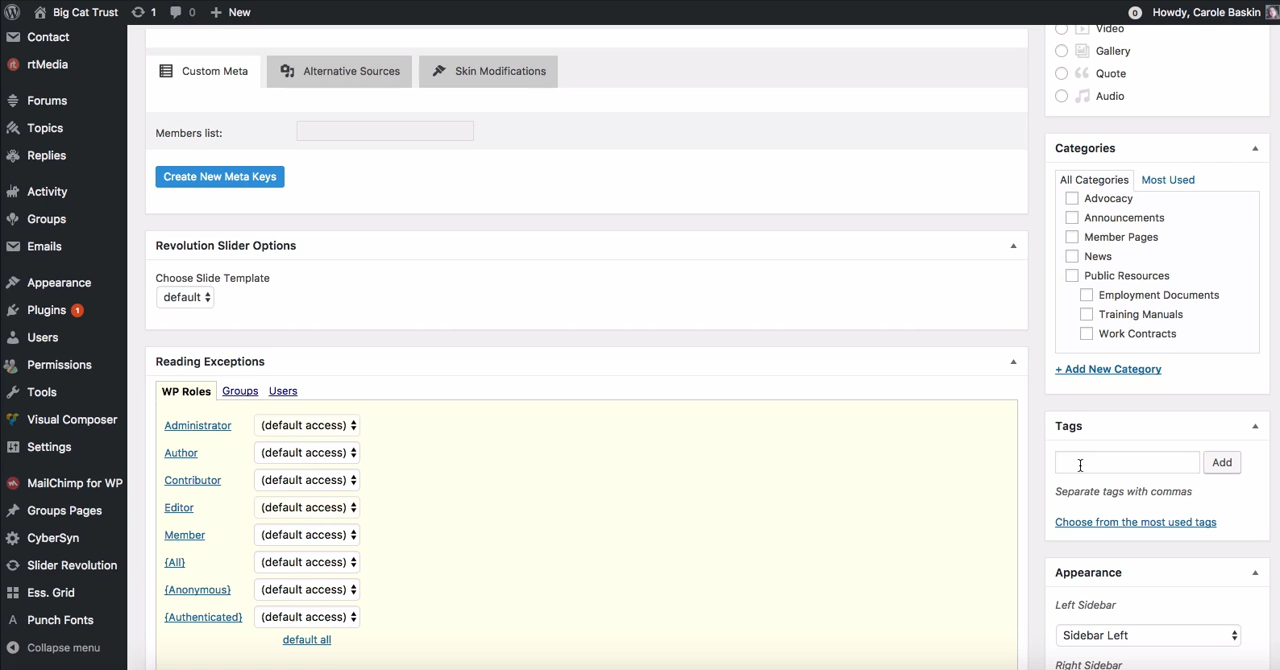 Big Cat Trust 1 0 New 0 Howdy, Carole Baskin
Contact
rtMedia
Forums
Topics
Replies
Activity
Groups
Emails
Appearance
Plugins 1
Users
Permissions
Tools
Visual Composer
Settings
MailChimp for WP
Groups Pages
CyberSyn
Slider Revolution
Ess. Grid
Punch Fonts
Collapse menu
Custom Meta Alternative Sources Skin Modifications
Members list:
Create New Meta Keys
Revolution Slider Options
Choose Slide Template
default
Reading Exceptions
WP Roles Groups Users
Administrator (default access)
Author (default access)
Contributor (default access)
Editor (default access)
Member (default access)
{All} (default access)
{Anonymous} (default access)
{Authenticated} (default access)
default all
Video
Gallery
Quote
Audio
Categories
All Categories Most Used
Advocacy
Announcements
Member Pages
News
Public Resources
Employment Documents
Training Manuals
Work Contracts
+ Add New Category
Tags
Add
Separate tags with commas
Choose from the most used tags
Appearance
Left Sidebar
Sidebar Left
Right Sidebar